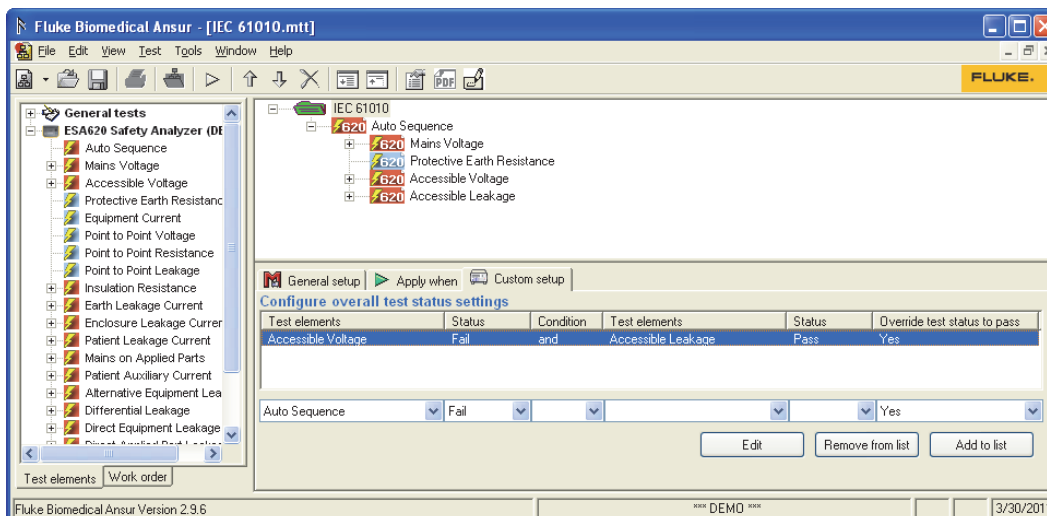 Fluke Biomedical Ansur - [IEC 61010.mtt]
File Edit View Test Tools Window Help
PDF
FLUKE.
General tests
ESA620 Safety Analyzer (DE
Auto Sequence
Mains Voltage
Accessible Voltage
Protective Earth Resistanc
Equipment Current
Point to Point Voltage
Point to Point Resistance
Point to Point Leakage
Insulation Resistance
Earth Leakage Current
Enclosure Leakage Currer
Patient Leakage Current
Mains on Applied Parts
Patient Auxiliary Current
Alternative Equipment Lea
Differential Leakage
Direct Equipment Leakage
Test elements Work order
IEC 61010
620 Auto Sequence
620 Mains Voltage
620 Protective Earth Resistance
620 Accessible Voltage
620 Accessible Leakage
General setup Apply when Custom setup
Configure overall test status settings
Test elements Status Condition Test elements Status Override test status to pass
Accessible Voltage Fail and Accessible Leakage Pass Yes
Auto Sequence Fail Yes
Edit Remove from list Add to list
Fluke Biomedical Ansur Version 2.9.6 *** DEMO *** 3/30/201